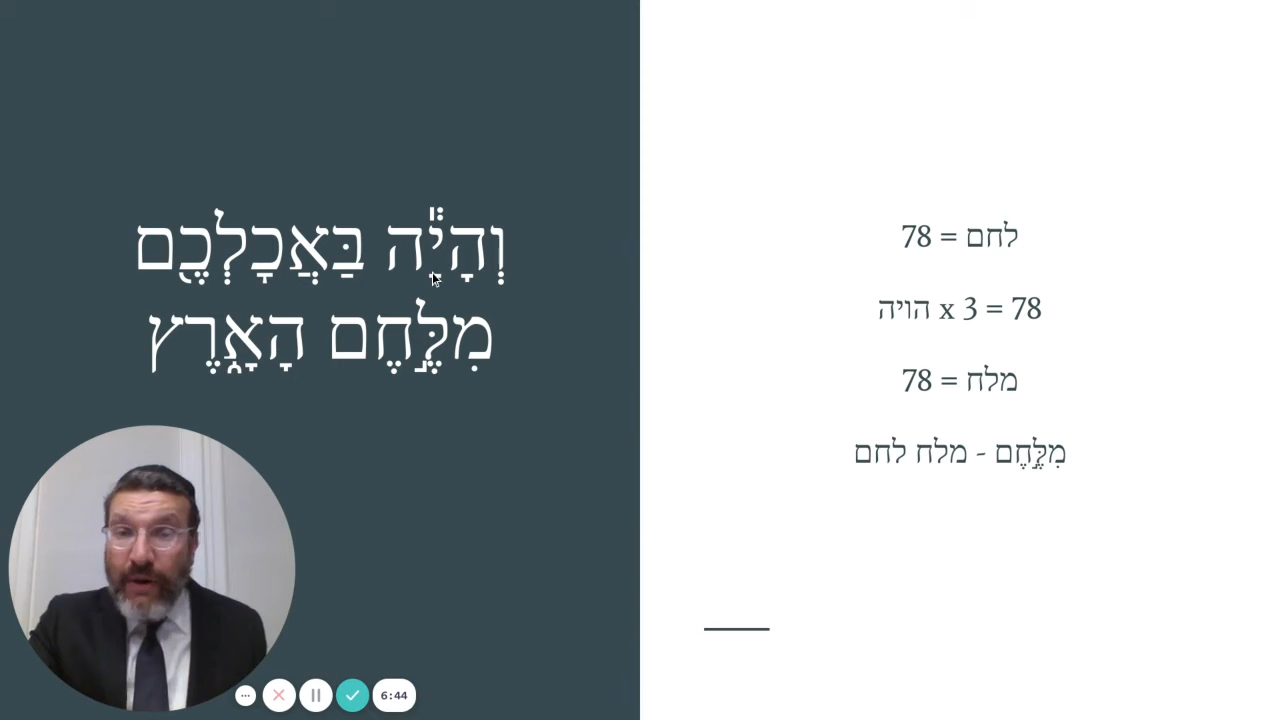 וְהָיָ֕ה בַּאֲכׇלְכֶ֖ם
מִלֶּ֣חֶם הָאָ֑רֶץ
לחם = 78
הויה x 3 = 78
מלח = 78
מִלֶּ֣חֶם - מלח לחם
6:44